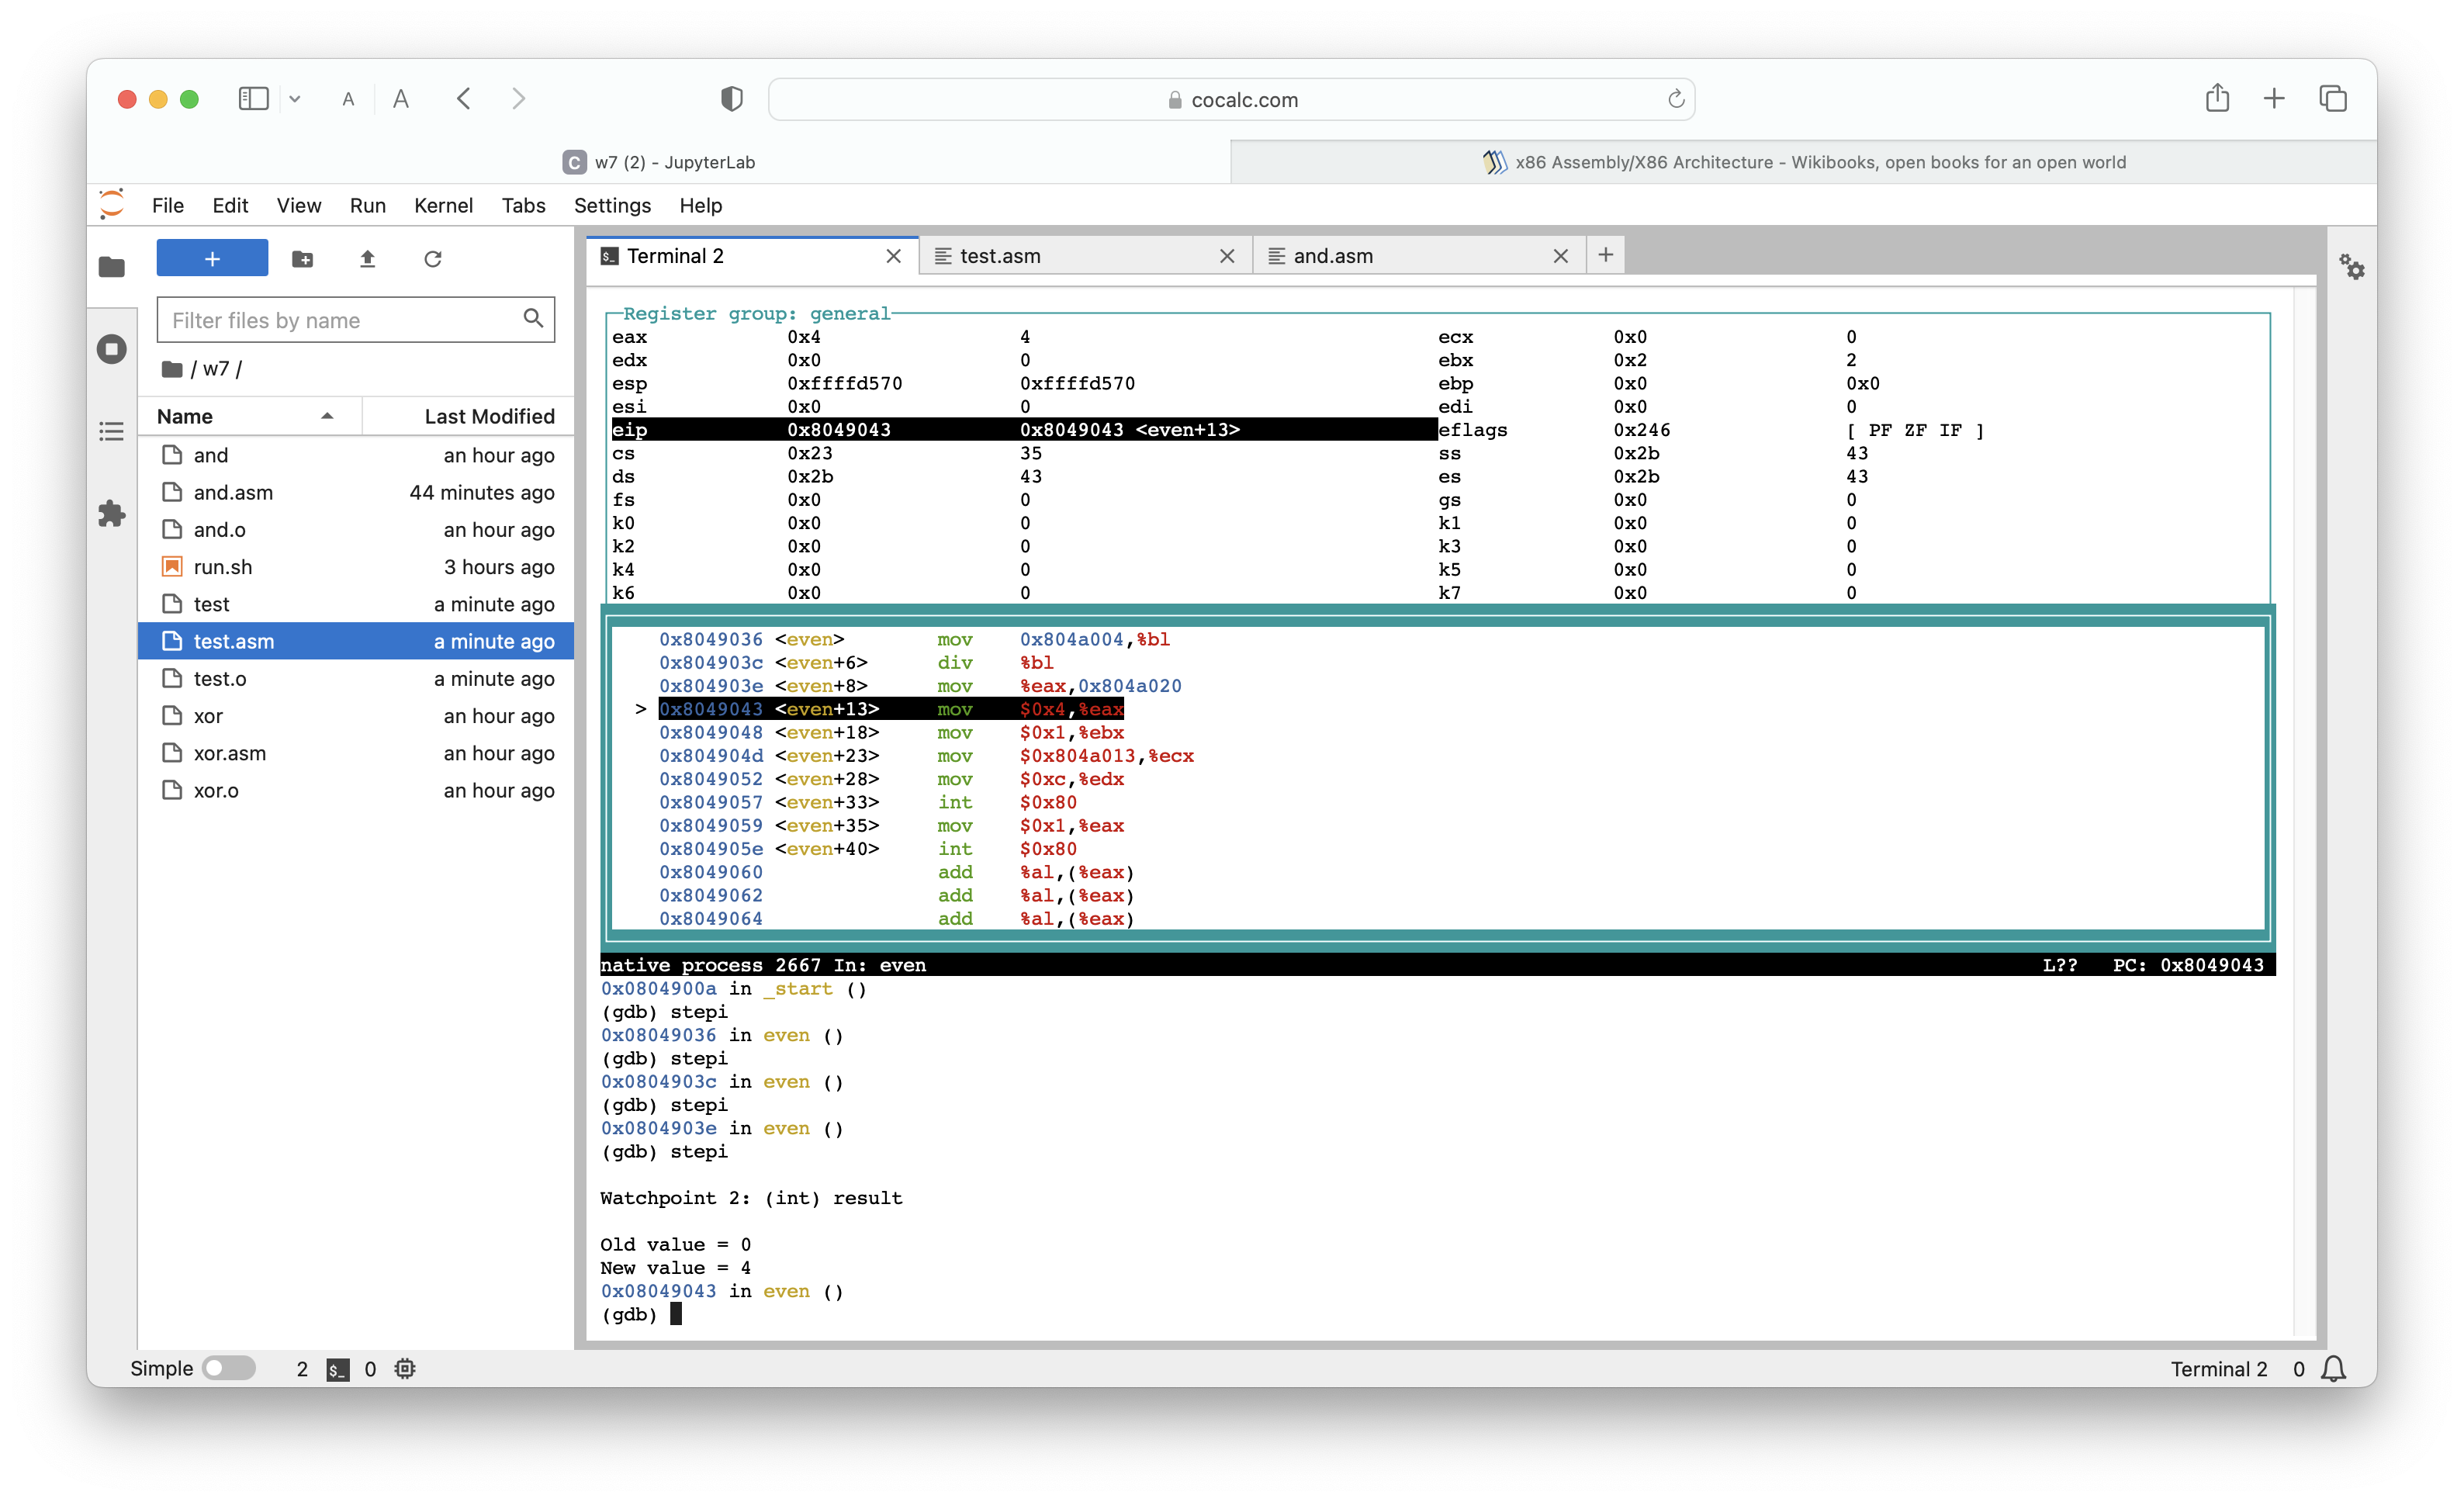 A A cocalc.com
C w7 (2) - JupyterLab x86 Assembly/X86 Architecture - Wikibooks, open books for an open world
File Edit View Run Kernel Tabs Settings Help
+ Terminal 2 test.asm and.asm
Filter files by name
/ w7 /
Name Last Modified
and an hour ago
and.asm 44 minutes ago
and.o an hour ago
run.sh 3 hours ago
test a minute ago
test.asm a minute ago
test.o a minute ago
xor an hour ago
xor.asm an hour ago
xor.o an hour ago
Register group: general
eax 0x4 4 ecx 0x0 0
edx 0x0 0 ebx 0x2 2
esp 0xffffd570 0xffffd570 ebp 0x0 0x0
esi 0x0 0 edi 0x0 0
eip 0x8049043 0x8049043 <even+13> eflags 0x246 [ PF ZF IF ]
cs 0x23 35 ss 0x2b 43
ds 0x2b 43 es 0x2b 43
fs 0x0 0 gs 0x0 0
k0 0x0 0 k1 0x0 0
k2 0x0 0 k3 0x0 0
k4 0x0 0 k5 0x0 0
k6 0x0 0 k7 0x0 0
0x8049036 <even> mov 0x804a004,%bl
0x804903c <even+6> div %bl
0x804903e <even+8> mov %eax,0x804a020
> 0x8049043 <even+13> mov $0x4,%eax
0x8049048 <even+18> mov $0x1,%ebx
0x804904d <even+23> mov $0x804a013,%ecx
0x8049052 <even+28> mov $0xc,%edx
0x8049057 <even+33> int $0x80
0x8049059 <even+35> mov $0x1,%eax
0x804905e <even+40> int $0x80
0x8049060 add %al,(%eax)
0x8049062 add %al,(%eax)
0x8049064 add %al,(%eax)
native process 2667 In: even L?? PC: 0x8049043
0x0804900a in _start ()
(gdb) stepi
0x08049036 in even ()
(gdb) stepi
0x0804903c in even ()
(gdb) stepi
0x0804903e in even ()
(gdb) stepi
Watchpoint 2: (int) result
Old value = 0
New value = 4
0x08049043 in even ()
(gdb)
Simple 2 $_ 0 Terminal 2 0